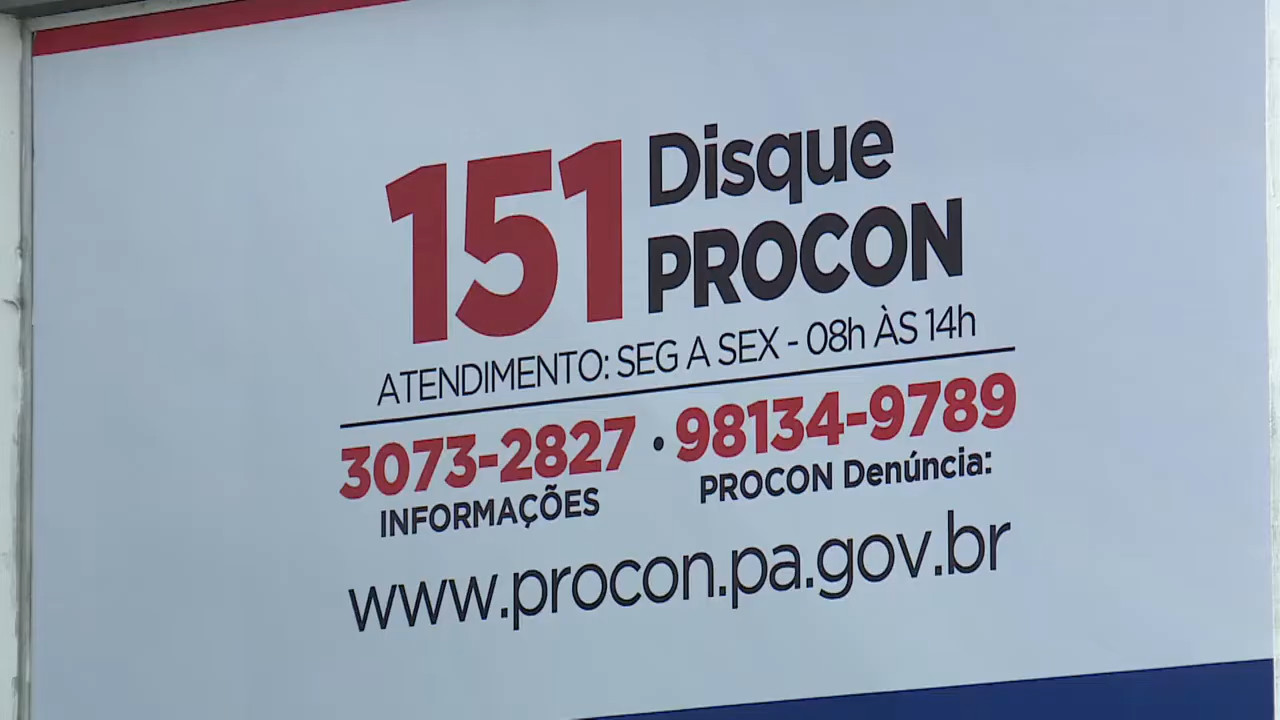 151 Disque
PROCON
ATENDIMENTO: SEG A SEX - 08h ÀS 14h
3073-2827 • 98134-9789
INFORMAÇÕES PROCON Denúncia:
www.procon.pa.gov.br